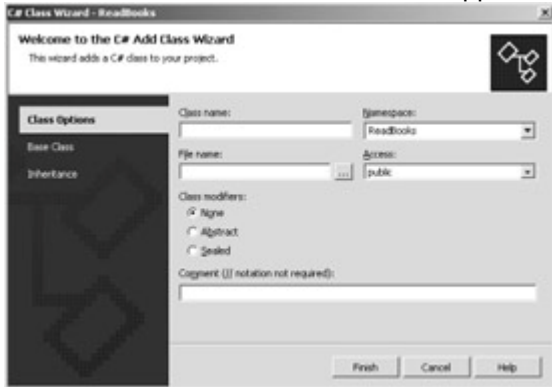 C# Class Wizard - ReadBooks
Welcome to the C# Add Class Wizard
This wizard adds a C# class to your project.
Class Options
Base Class
Inheritance
Class name:
Namespace:
ReadBooks
File name:
...
Access:
public
Class modifiers:
None
Abstract
Sealed
Comment (// notation not required):
Finish Cancel Help